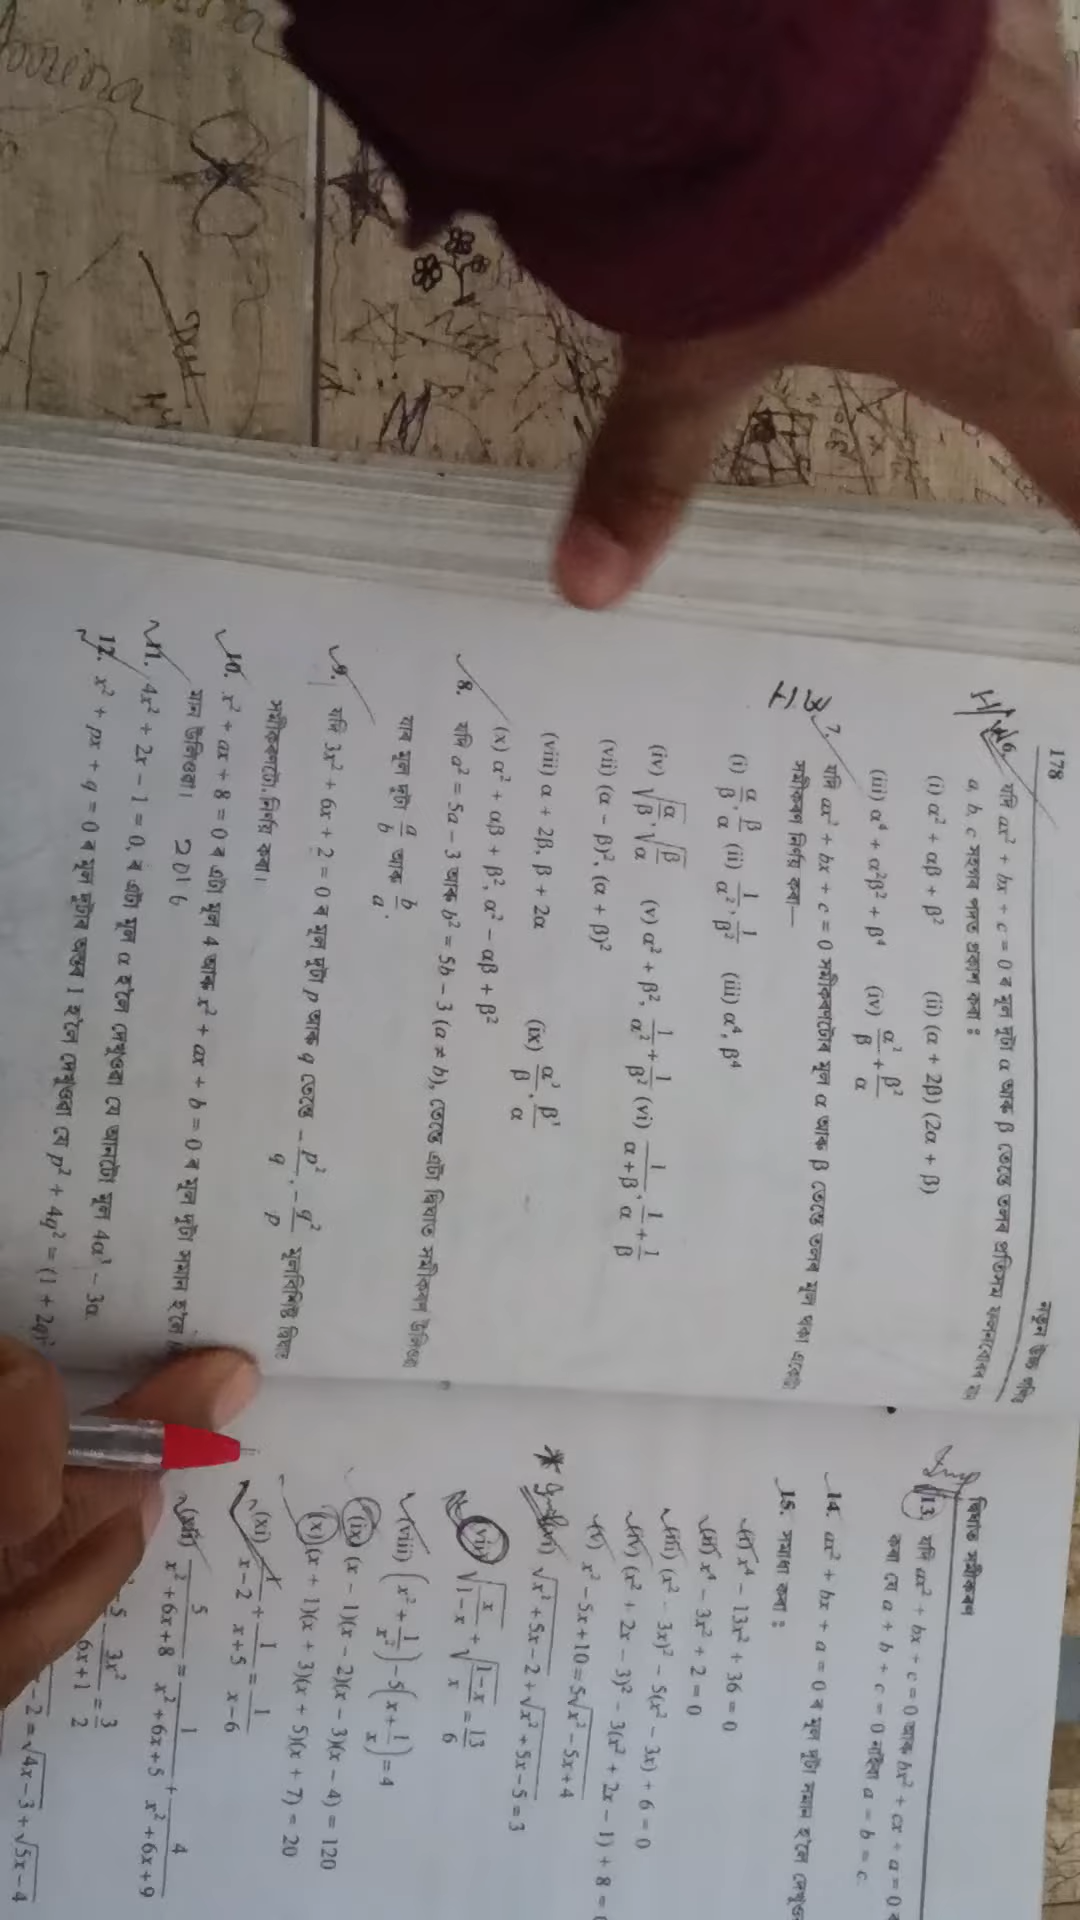 178
6. যদি ax² + bx + c = 0 ৰ মূল দুটা α আৰু β তেন্তে তলৰ প্ৰতিসম ফলনবোৰৰ মান
a, b, c সহগৰ পদত প্ৰকাশ কৰা :
(i) α² + αβ + β² (ii) (α + 2β) (2α + β)
(iii) α⁴ + α²β² + β⁴ (iv) α²/β + β²/α
7. যদি ax² + bx + c = 0 সমীকৰণটোৰ মূল α আৰু β তেন্তে তলৰ মূল থকা একোটা
সমীকৰণ নিৰ্ণয় কৰা—
(i) α/β, β/α (ii) 1/α², 1/β² (iii) α⁴, β⁴
(iv) √(α/β), √(β/α) (v) α² + β², 1/α² + 1/β² (vi) 1/(α+β), 1/α + 1/β
(vii) (α – β)², (α + β)²
(viii) α + 2β, β + 2α (ix)
(x) α² + αβ + β², α² – αβ + β²
8. যদি a² = 5a – 3 আৰু b² = 5b – 3 (a ≠ b), তেন্তে এটা দ্বিঘাত সমীকৰণ উলিওৱা
যাৰ মূল দুটা a/b আৰু b/a.
9. যদি 3x² + 6x + 2 = 0 ৰ মূল দুটা p আৰু q তেন্তে –p²/q, –q²/p মূলবিশিষ্ট দ্বিঘাত
সমীকৰণটো নিৰ্ণয় কৰা।
10. x² + ax + 8 = 0 ৰ এটা মূল 4 আৰু x² + ax + b = 0 ৰ মূল দুটা সমান হ'লে
মান উলিওৱা। 2016
11. 4x² + 2x – 1 = 0, ৰ এটা মূল α হ'লে দেখুওৱা যে আনটো মূল 4α³ – 3α.
12. x² + px + q = 0 ৰ মূল দুটাৰ অন্তৰ 1 হ'লে দেখুওৱা যে p² + 4q² = (1 + 2q)²
দ্বিঘাত সমীকৰণ
13. যদি ax² + bx + c = 0 আৰু bx² + cx + a = 0 ৰ
কৰা যে a + b + c = 0 নাইবা a = b = c.
14. ax² + bx + a = 0 ৰ মূল দুটা সমান হ'লে
15. সমাধা কৰা :
(i) x⁴ – 13x² + 36 = 0
(ii) x⁴ – 3x² + 2 = 0
(iii) (x² – 3x)² – 5(x² – 3x) + 6 = 0
(iv) (x² + 2x – 3)² – 3(x² + 2x – 1) + 8 =
(v) x² – 5x + 10 = 5√(x² – 5x + 4)
√(x² + 5x – 2) + √(x² + 5x – 5) = 3
(vii) √(x/(1–x)) + √((1–x)/x) = 13/6
(viii) (x² + 1/x²) – 5(x + 1/x) = 4
(ix) (x – 1)(x – 2)(x – 3)(x – 4) = 120
(x) (x + 1)(x + 3)(x + 5)(x + 7) = 20
(xi) + 1/(x + 5) = 1/(x – 6)
(xii) 5/(x² + 6x + 8) = 1/(x² + 6x + 5) + 4/(x² + 6x + 9)
= 3/2
– 2 = √(4x – 3) + √(5x – 4)